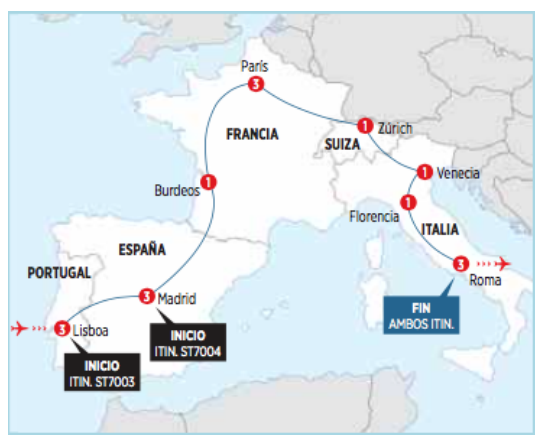 París
3
FRANCIA
1
Zúrich
SUIZA
1
Venecia
Burdeos
1
1
Florencia
ITALIA
ESPAÑA
PORTUGAL
3
Roma
3
Madrid
FIN
AMBOS ITIN.
3
Lisboa
INICIO
ITIN. ST7004
INICIO
ITIN. ST7003